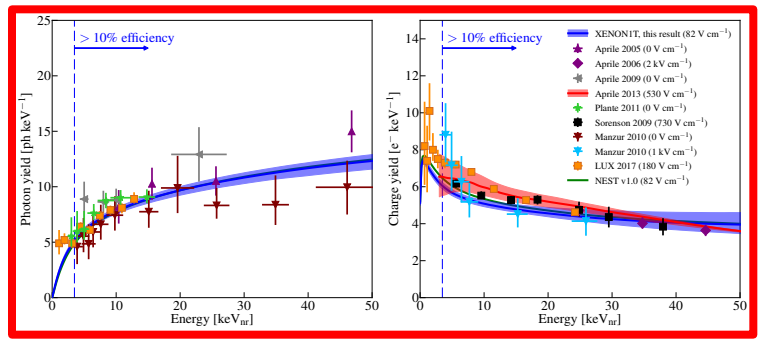 25
20
15
10
5
0
0 10 20 30 40 50
Photon yield [ph keV⁻¹]
Energy [keVnr]
> 10% efficiency
14
12
10
8
6
4
2
0
0 10 20 30 40 50
Charge yield [e⁻ keV⁻¹]
Energy [keVnr]
> 10% efficiency
XENON1T, this result (82 V cm⁻¹)
Aprile 2005 (0 V cm⁻¹)
Aprile 2006 (2 kV cm⁻¹)
Aprile 2009 (0 V cm⁻¹)
Aprile 2013 (530 V cm⁻¹)
Plante 2011 (0 V cm⁻¹)
Sorenson 2009 (730 V cm⁻¹)
Manzur 2010 (0 V cm⁻¹)
Manzur 2010 (1 kV cm⁻¹)
LUX 2017 (180 V cm⁻¹)
NEST v1.0 (82 V cm⁻¹)